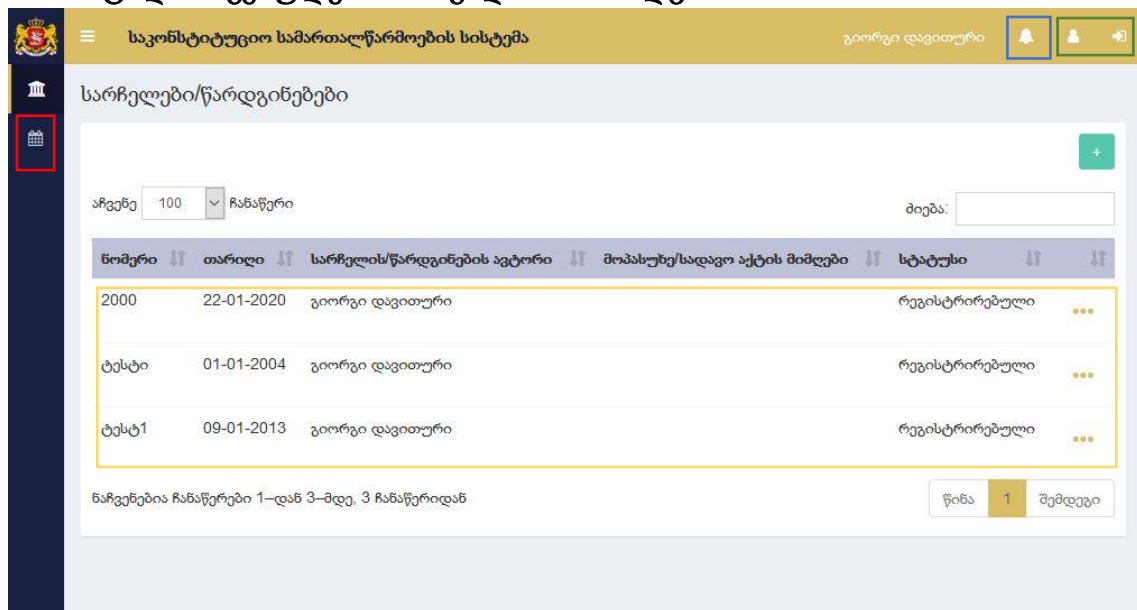 საკონსტიტუციო სამართალწარმოების სისტემა გიორგი დავითური
სარჩელები/წარდგინებები
+
აჩვენე 100 ჩანაწერი ძიება:
ნომერი თარიღი სარჩელის/წარდგინების ავტორი მოპასუხე/სადავო აქტის მიმღები სტატუსი
2000 22-01-2020 გიორგი დავითური რეგისტრირებული
ტესტი 01-01-2004 გიორგი დავითური რეგისტრირებული
ტესტ1 09-01-2013 გიორგი დავითური რეგისტრირებული
ნაჩვენებია ჩანაწერები 1–დან 3–მდე, 3 ჩანაწერიდან წინა 1 შემდეგი